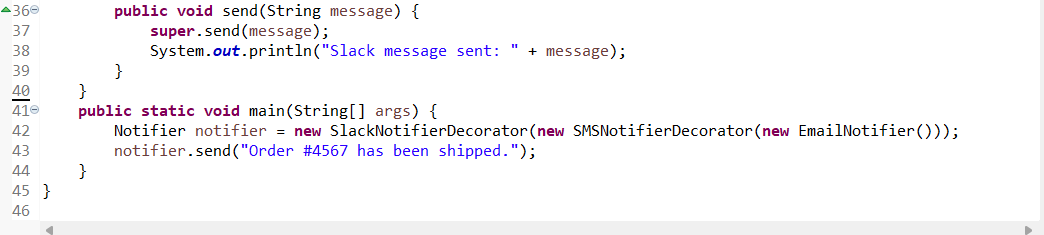 36 public void send(String message) {
37 super.send(message);
38 System.out.println("Slack message sent: " + message);
39 }
40 }
41 public static void main(String[] args) {
42 Notifier notifier = new SlackNotifierDecorator(new SMSNotifierDecorator(new EmailNotifier()));
43 notifier.send("Order #4567 has been shipped.");
44 }
45 }
46